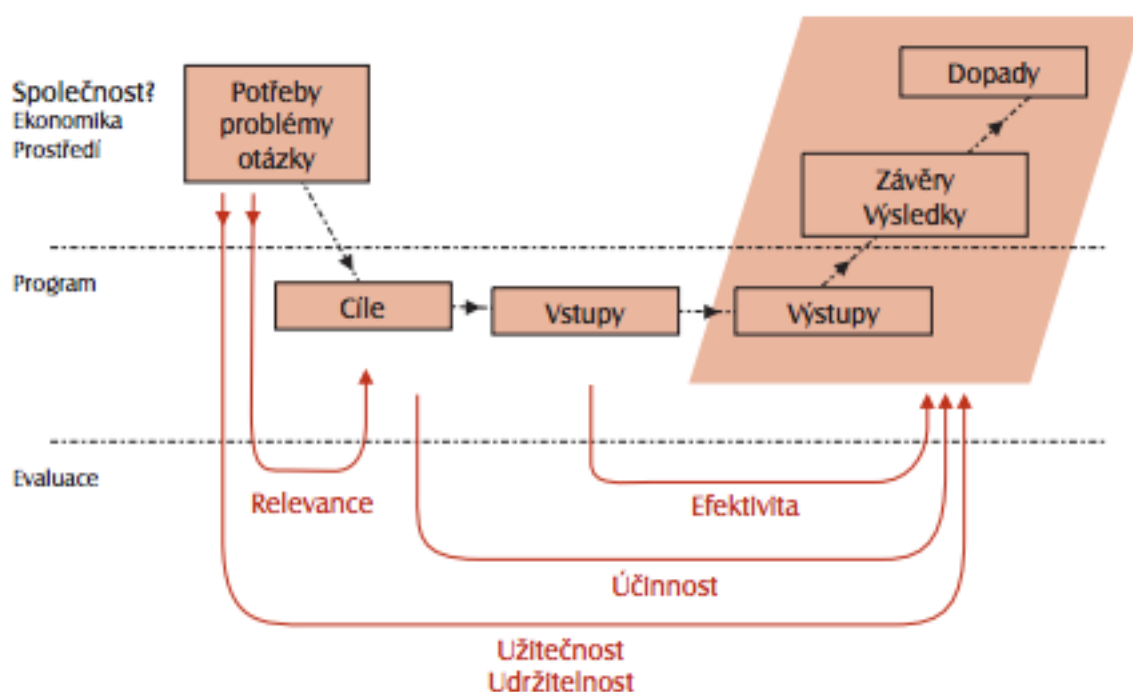 Společnost?
Ekonomika
Prostředí
Potřeby
problémy
otázky
Dopady
Závěry
Výsledky
Program
Cíle
Vstupy
Výstupy
Evaluace
Relevance
Efektivita
Účinnost
Užitečnost
Udržitelnost